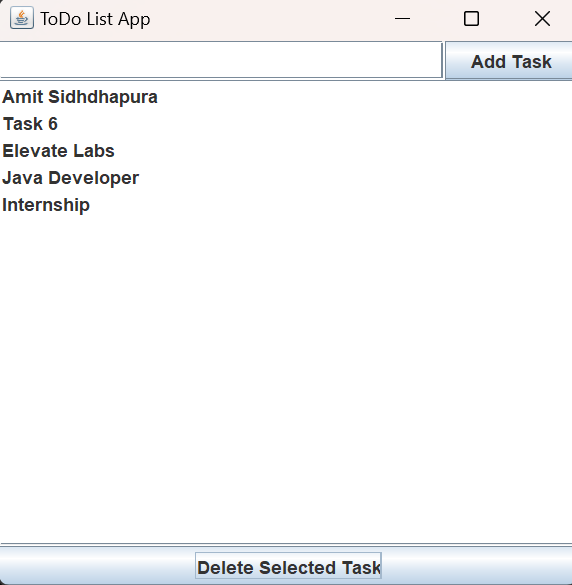 ToDo List App
Add Task
Amit Sidhdhapura
Task 6
Elevate Labs
Java Developer
Internship
Delete Selected Task